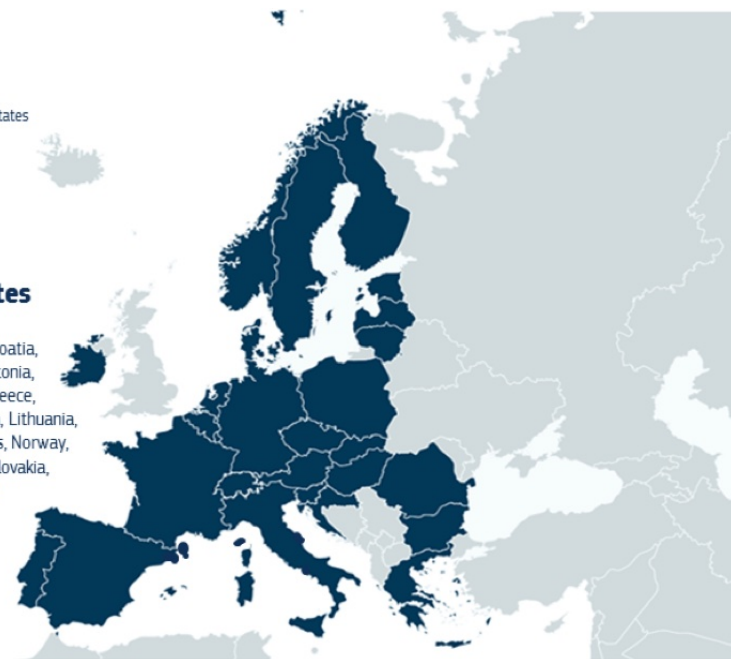 tates
tes
oatia,
tonia,
eece,
, Lithuania,
s, Norway,
lovakia,